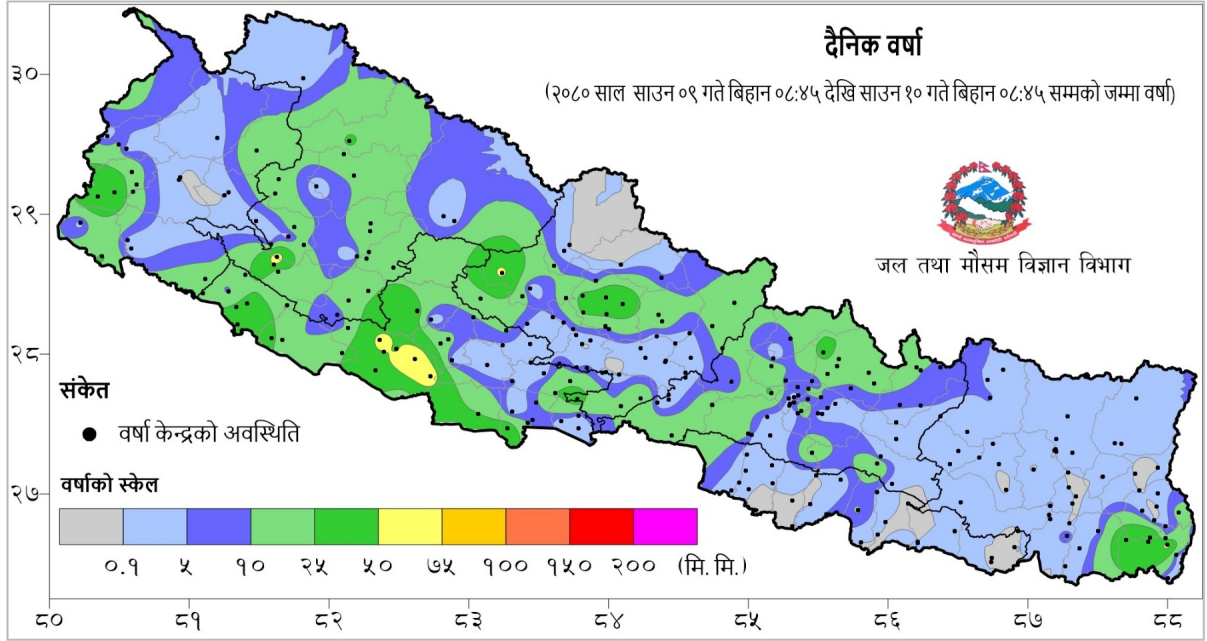 दैनिक वर्षा
(२०८० साल साउन ०९ गते बिहान ०८:४५ देखि साउन १० गते बिहान ०८:४५ सम्मको जम्मा वर्षा)
जल तथा मौसम विज्ञान विभाग
३०
२९
२८
२७
संकेत
वर्षा केन्द्रको अवस्थिति
वर्षाको स्केल
०.१ ५ १० २५ ५० ७५ १०० १५० २०० (मि. मि.)
८० ८१ ८२ ८३ ८४ ८५ ८६ ८७ ८८